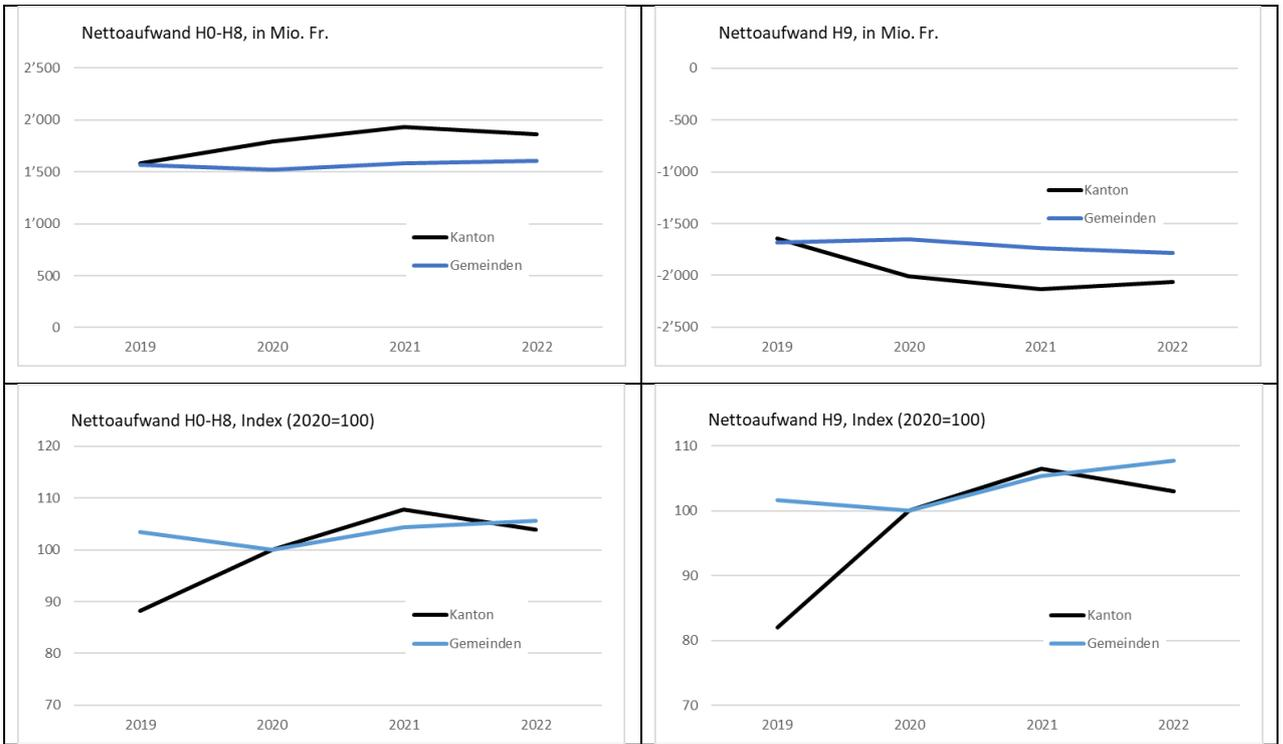 Nettoaufwand H0-H8, in Mio. Fr.
2’500
2’000
1’500
1’000
500
0
Kanton
Gemeinden
2019 2020 2021 2022
Nettoaufwand H9, in Mio. Fr.
0
-500
-1’000
-1’500
-2’000
-2’500
Kanton
Gemeinden
2019 2020 2021 2022
Nettoaufwand H0-H8, Index (2020=100)
120
110
100
90
80
70
Kanton
Gemeinden
2019 2020 2021 2022
Nettoaufwand H9, Index (2020=100)
110
100
90
80
70
Kanton
Gemeinden
2019 2020 2021 2022